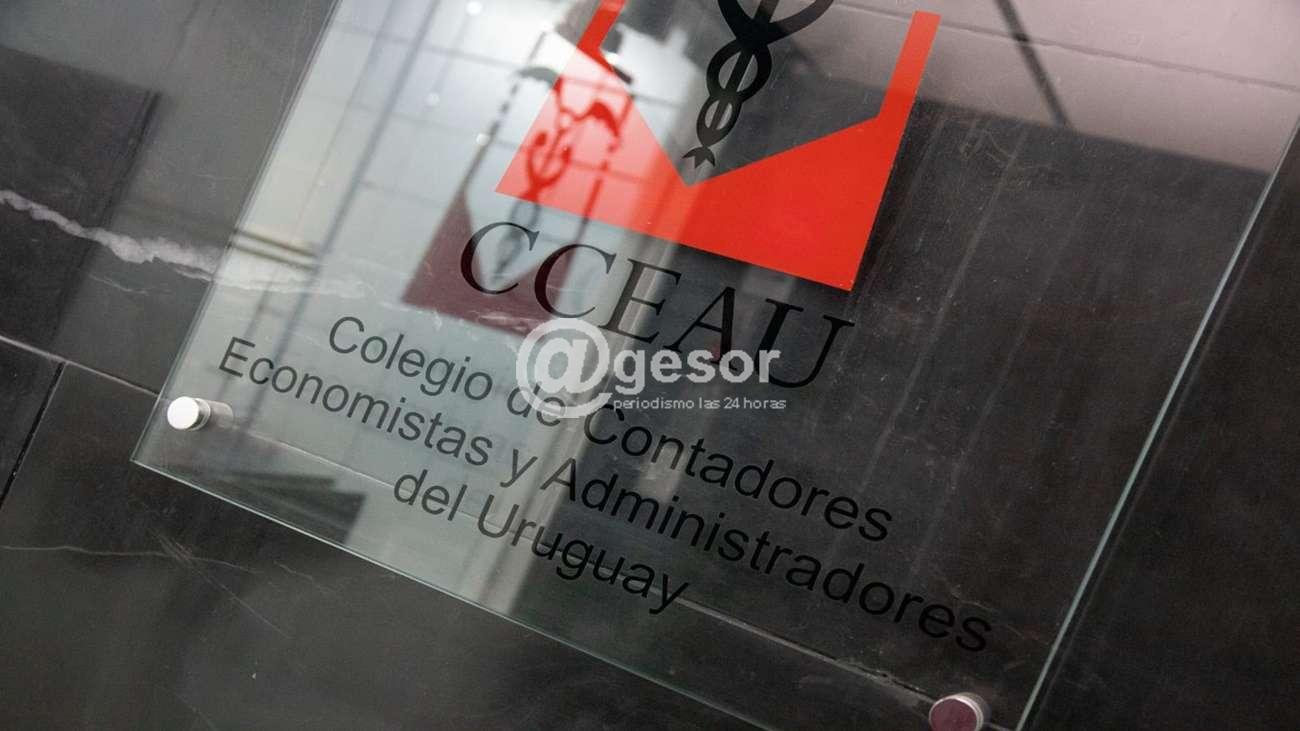 CCEAU
@gesor
periodismo las 24 horas
Colegio de Contadores
Economistas y Administradores
del Uruguay